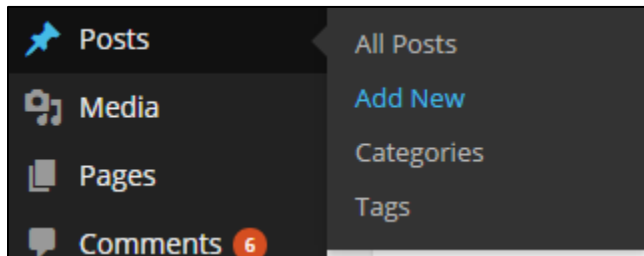 Posts
Media
Pages
Comments 6
All Posts
Add New
Categories
Tags